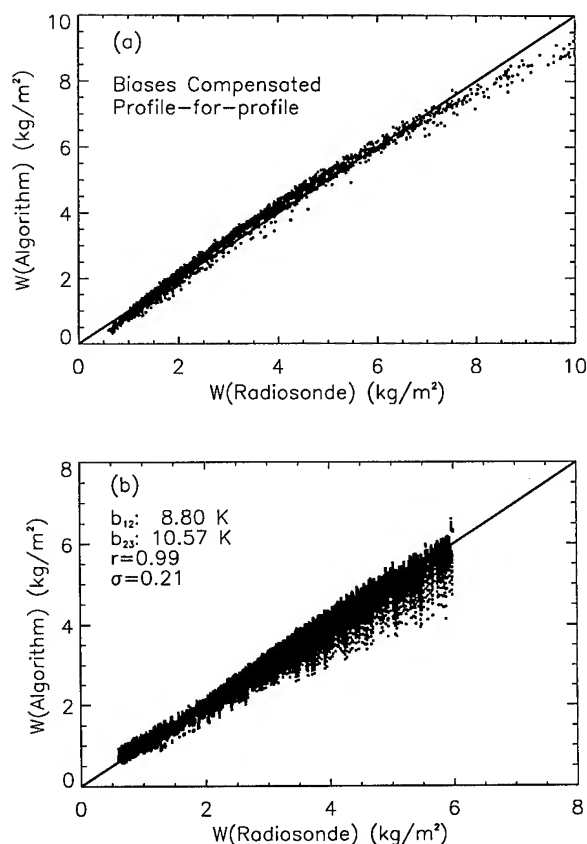 (a)
Biases Compensated
Profile-for-profile
10
8
6
4
2
0
W(Algorithm) (kg/m²)
0 2 4 6 8 10
W(Radiosonde) (kg/m²)
(b)
b₁₂: 8.80 K
b₂₃: 10.57 K
r=0.99
σ=0.21
8
6
4
2
0
W(Algorithm) (kg/m²)
0 2 4 6 8
W(Radiosonde) (kg/m²)